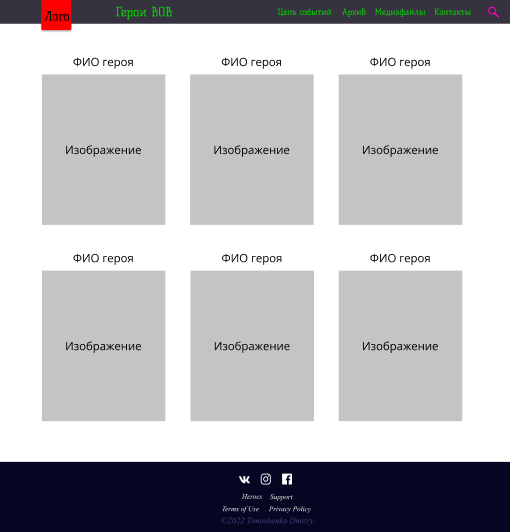 Лого Герои ВОВ Цепь событий Архив Медиафайлы Контакты
ФИО героя ФИО героя ФИО героя
Изображение Изображение Изображение
ФИО героя ФИО героя ФИО героя
Изображение Изображение Изображение
Heroes Support
Terms of Use Privacy Policy
©2022 Timoshenko Dmitry